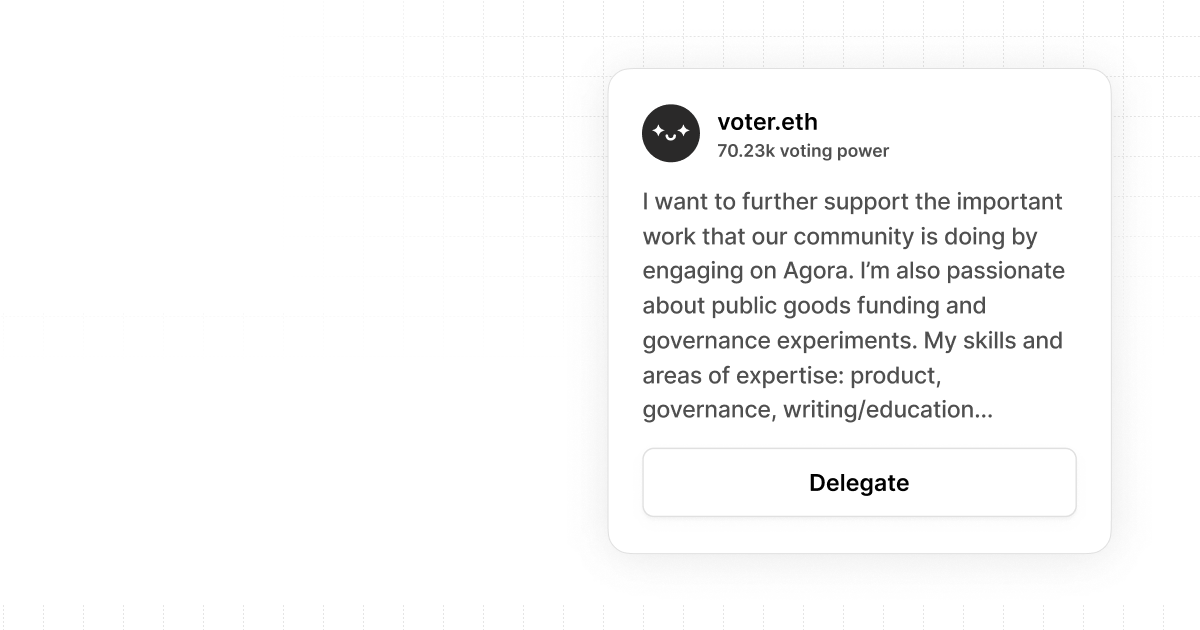 voter.eth
70.23k voting power
I want to further support the important
work that our community is doing by
engaging on Agora. I’m also passionate
about public goods funding and
governance experiments. My skills and
areas of expertise: product,
governance, writing/education...
Delegate